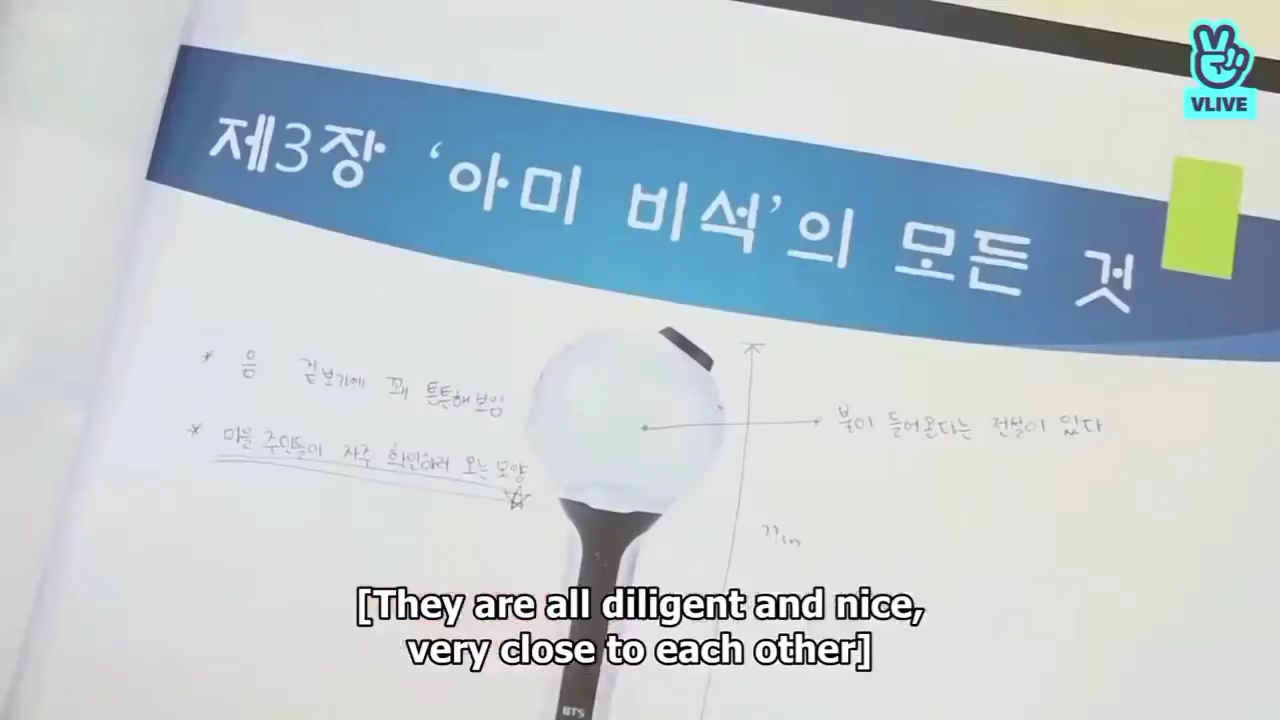 VLIVE
제3장 '아미 비석'의 모든 것
* 음 겉보기에 꽤 튼튼해보임
* 마을 주민들이 자주 확인하러 오는 모양
불이 들어온다는 전설이 있다
BTS
[They are all diligent and nice,
very close to each other]